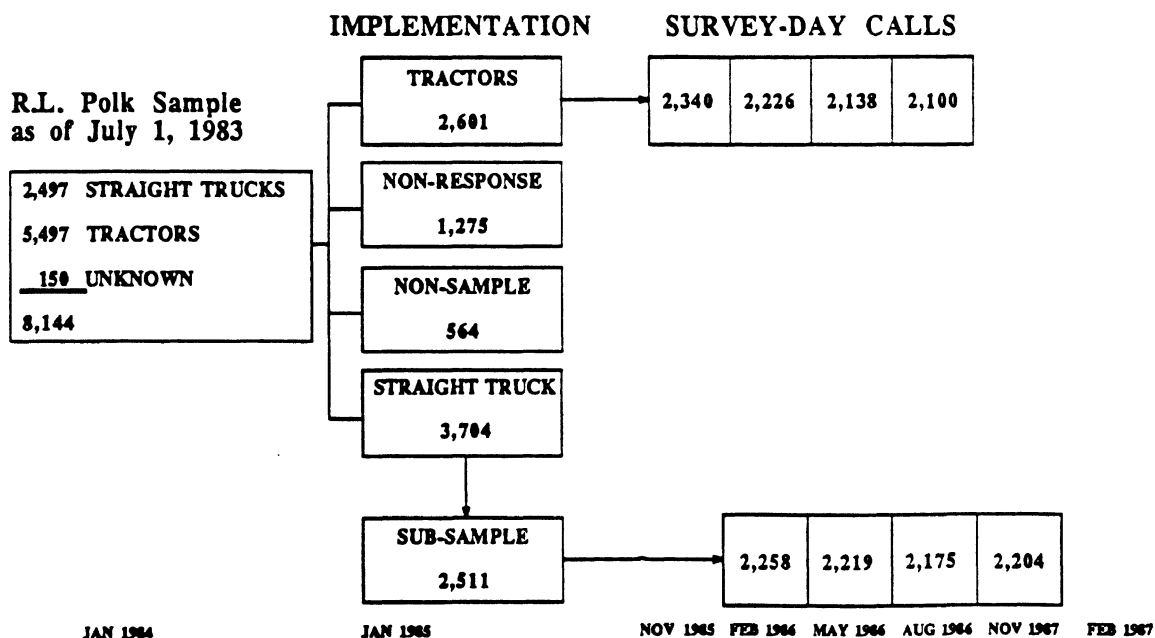 IMPLEMENTATION
SURVEY-DAY CALLS
R.L. Polk Sample
as of July 1, 1983
2,497 STRAIGHT TRUCKS
5,497 TRACTORS
150 UNKNOWN
8,144
TRACTORS
2,601
2,340 2,226 2,138 2,100
NON-RESPONSE
1,275
NON-SAMPLE
564
STRAIGHT TRUCK
3,704
SUB-SAMPLE
2,511
2,258 2,219 2,175 2,204
JAN 1984 JAN 1985 NOV 1985 FEB 1986 MAY 1986 AUG 1986 NOV 1987 FEB 1987